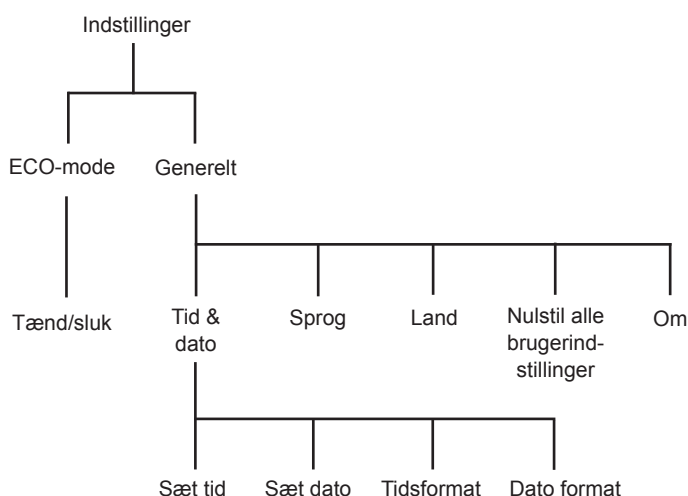 Indstillinger
ECO-mode
Generelt
Tænd/sluk
Tid &
dato
Sprog
Land
Nulstil alle
brugerind-
stillinger
Om
Sæt tid
Sæt dato
Tidsformat
Dato format